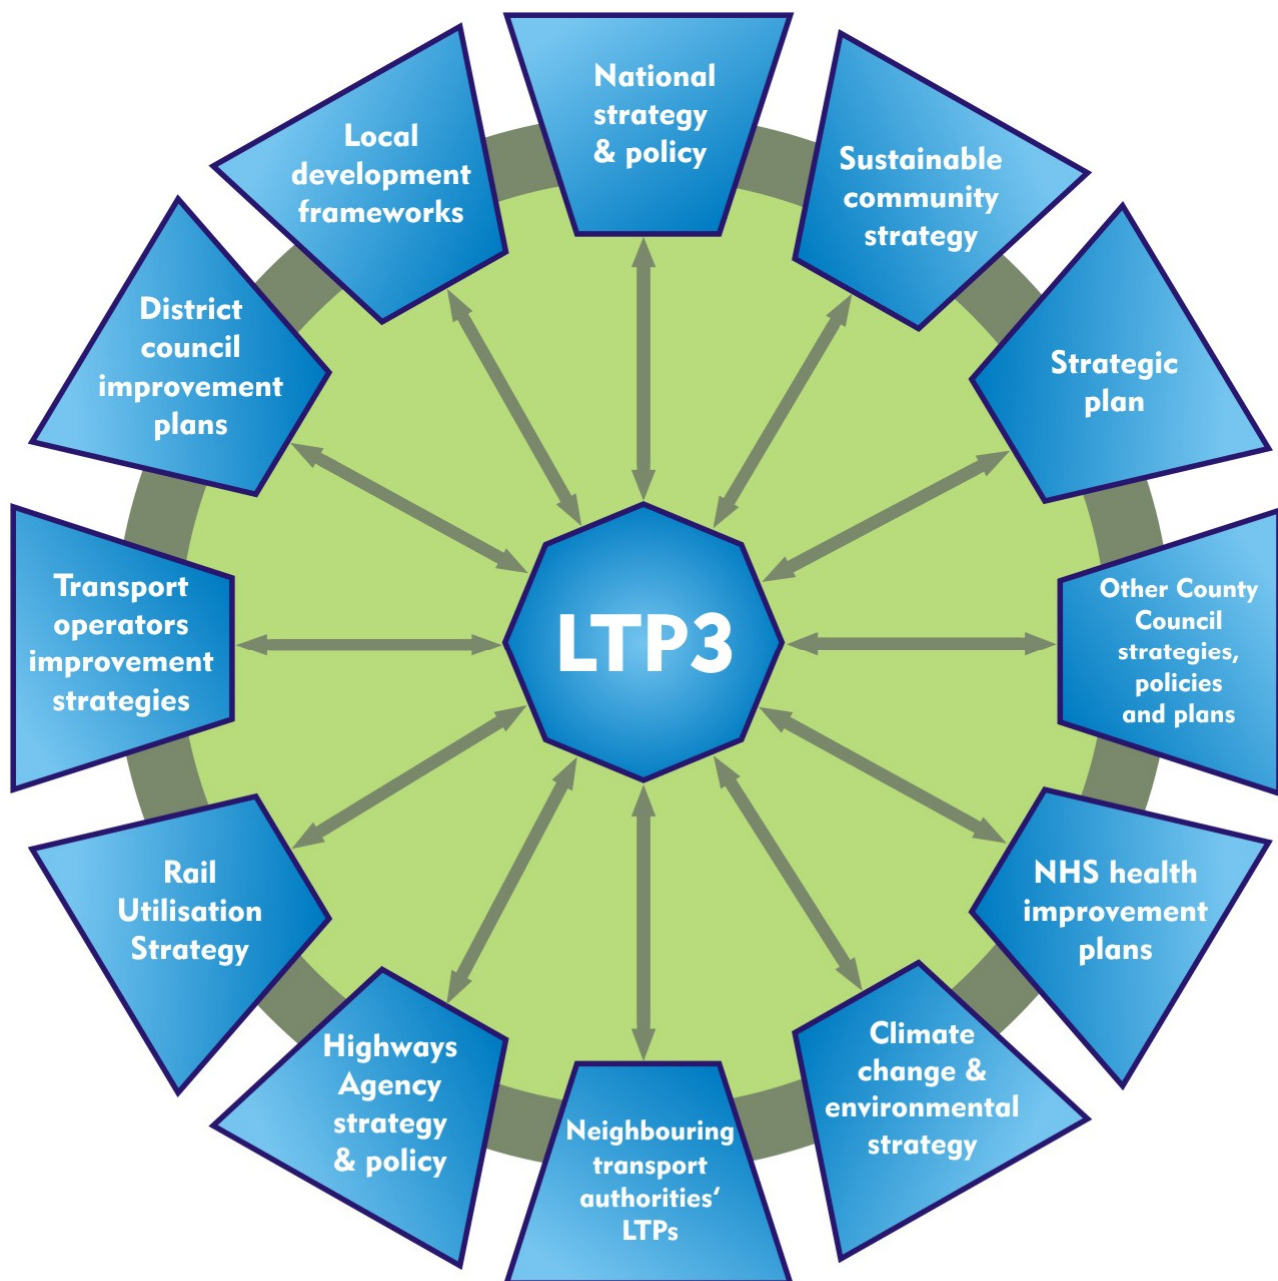 National
strategy
& policy
Sustainable
community
strategy
Strategic
plan
Other County
Council
strategies,
policies
and plans
NHS health
improvement
plans
Climate
change &
environmental
strategy
Neighbouring
transport
authorities'
LTPs
Highways
Agency
strategy
& policy
Rail
Utilisation
Strategy
Transport
operators
improvement
strategies
District
council
improvement
plans
Local
development
frameworks
LTP3